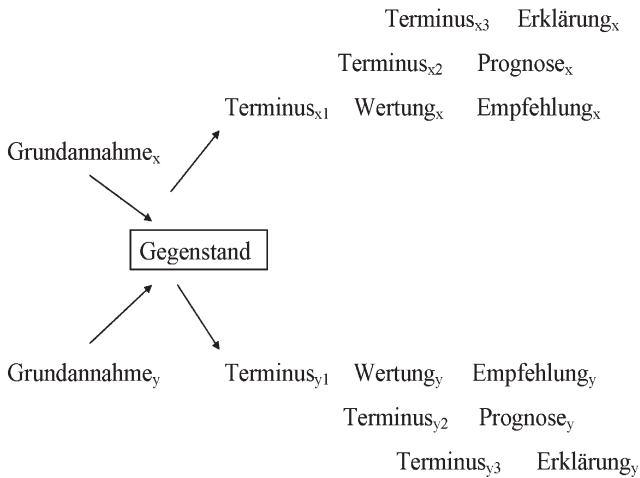 Terminusx3 Erklärungx
Terminusx2 Prognosex
Terminusx1 Wertungx Empfehlungx
Grundannahmex
Gegenstand
Grundannahmey Terminusy1 Wertungy Empfehlungy
Terminusy2 Prognosey
Terminusy3 Erklärungy